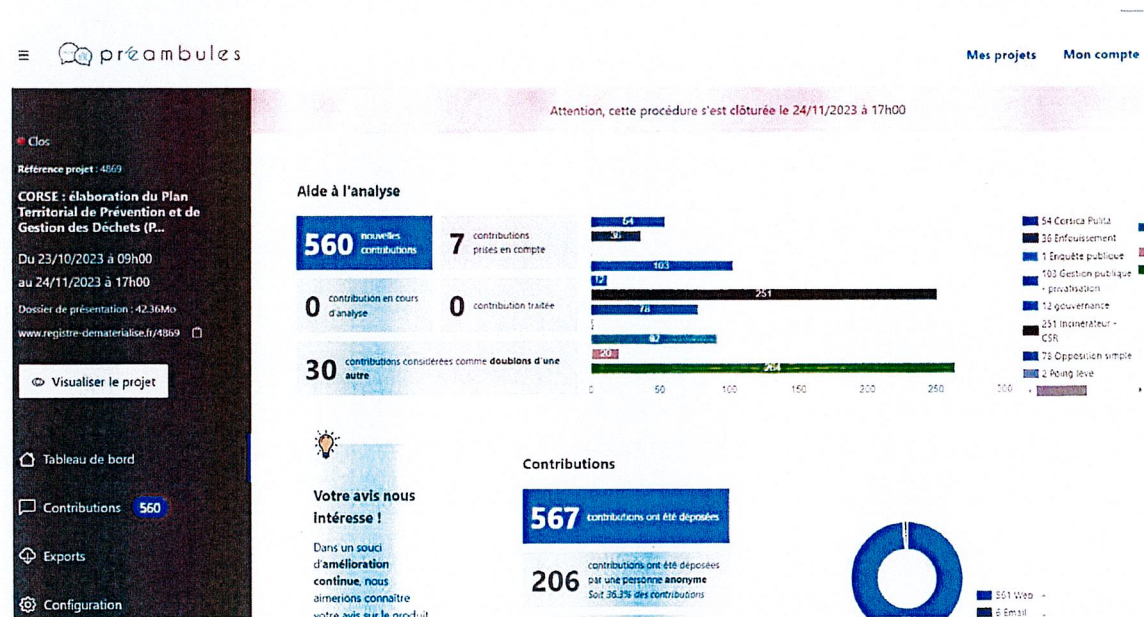 préambules
Mes projets Mon compte
Attention, cette procédure s'est clôturée le 24/11/2023 à 17h00
Clos
Référence projet : 4869
CORSE : élaboration du Plan
Territorial de Prévention et de
Gestion des Déchets (P...
Du 23/10/2023 à 09h00
au 24/11/2023 à 17h00
Dossier de présentation : 42.36Mo
www.registre-dematerialise.fr/4869
Visualiser le projet
Tableau de bord
Contributions 560
Exports
Configuration
Aide à l'analyse
560 nouvelles
contributions
7 contributions
prises en compte
0 contribution en cours
d'analyse
0 contribution traitée
30 contributions considérées comme doublons d'une
autre
54
36
103
12
251
78
20
264
0 50 100 150 200 250 300
54 Corsica Pulita
36 Enfouissement
1 Enquête publique
103 Gestion publique
- privatisation
12 gouvernance
251 Incinérateur -
CSR
78 Opposition simple
2 Poing levé
Votre avis nous
intéresse !
Dans un souci
d'amélioration
continue, nous
aimerions connaître
votre avis sur le produit
Contributions
567 contributions ont été déposées
206 contributions ont été déposées
par une personne anonyme
Soit 36.3% des contributions
561 Web
6 Email